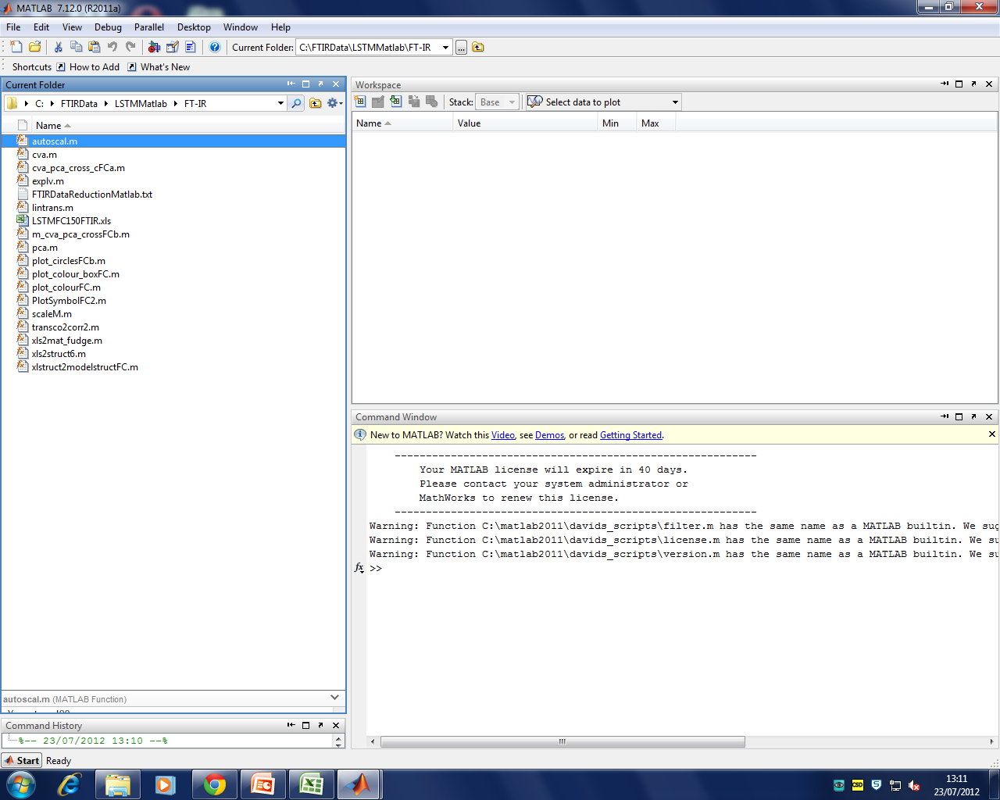 MATLAB 7.12.0 (R2011a)
File Edit View Debug Parallel Desktop Window Help
Current Folder: C:\FTIRData\LSTMMatlab\FT-IR ...
Shortcuts How to Add What's New
Current Folder
C: FTIRData LSTMMatlab FT-IR
Name
autoscal.m
cva.m
cva_pca_cross_cFCa.m
explv.m
FTIRDataReductionMatlab.txt
lintrans.m
LSTMFC150FTIR.xls
m_cva_pca_crossFCb.m
pca.m
plot_circlesFCb.m
plot_colour_boxFC.m
plot_colourFC.m
PlotSymbolFC2.m
scaleM.m
transco2corr2.m
xls2mat_fudge.m
xls2struct6.m
xlstruct2modelstructFC.m
autoscal.m (MATLAB Function)
Command History
%-- 23/07/2012 13:10 --%
Workspace
Stack: Base Select data to plot
Name Value Min Max
Command Window
New to MATLAB? Watch this Video, see Demos, or read Getting Started.
----------------------------------------------------------
Your MATLAB license will expire in 40 days.
Please contact your system administrator or
MathWorks to renew this license.
----------------------------------------------------------
Warning: Function C:\matlab2011\davids_scripts\filter.m has the same name as a MATLAB builtin. We sug
Warning: Function C:\matlab2011\davids_scripts\license.m has the same name as a MATLAB builtin. We su
Warning: Function C:\matlab2011\davids_scripts\version.m has the same name as a MATLAB builtin. We su
fx >>
Start Ready
CSD
13:11
23/07/2012